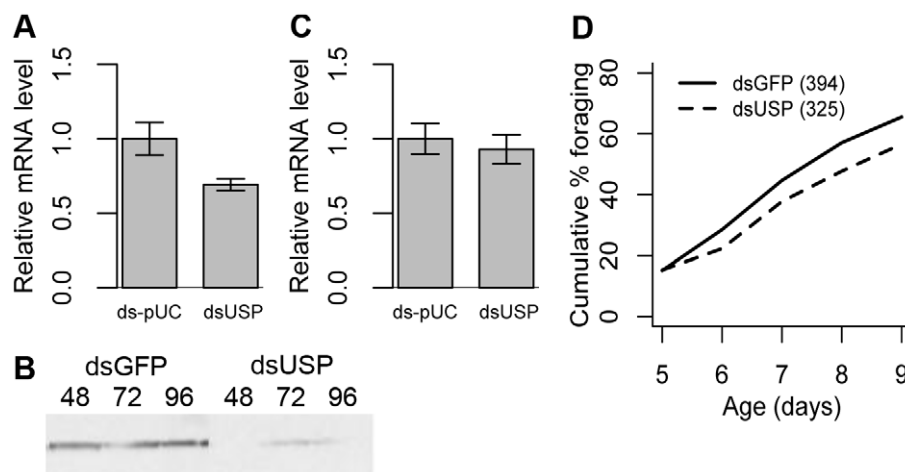 A
Relative mRNA level
0.0 0.5 1.0 1.5
ds-pUC dsUSP
C
Relative mRNA level
0.0 0.5 1.0 1.5
ds-pUC dsUSP
D
dsGFP (394)
dsUSP (325)
Cumulative % foraging
0 20 40 60 80
5 6 7 8 9
Age (days)
B
dsGFP dsUSP
48 72 96 48 72 96